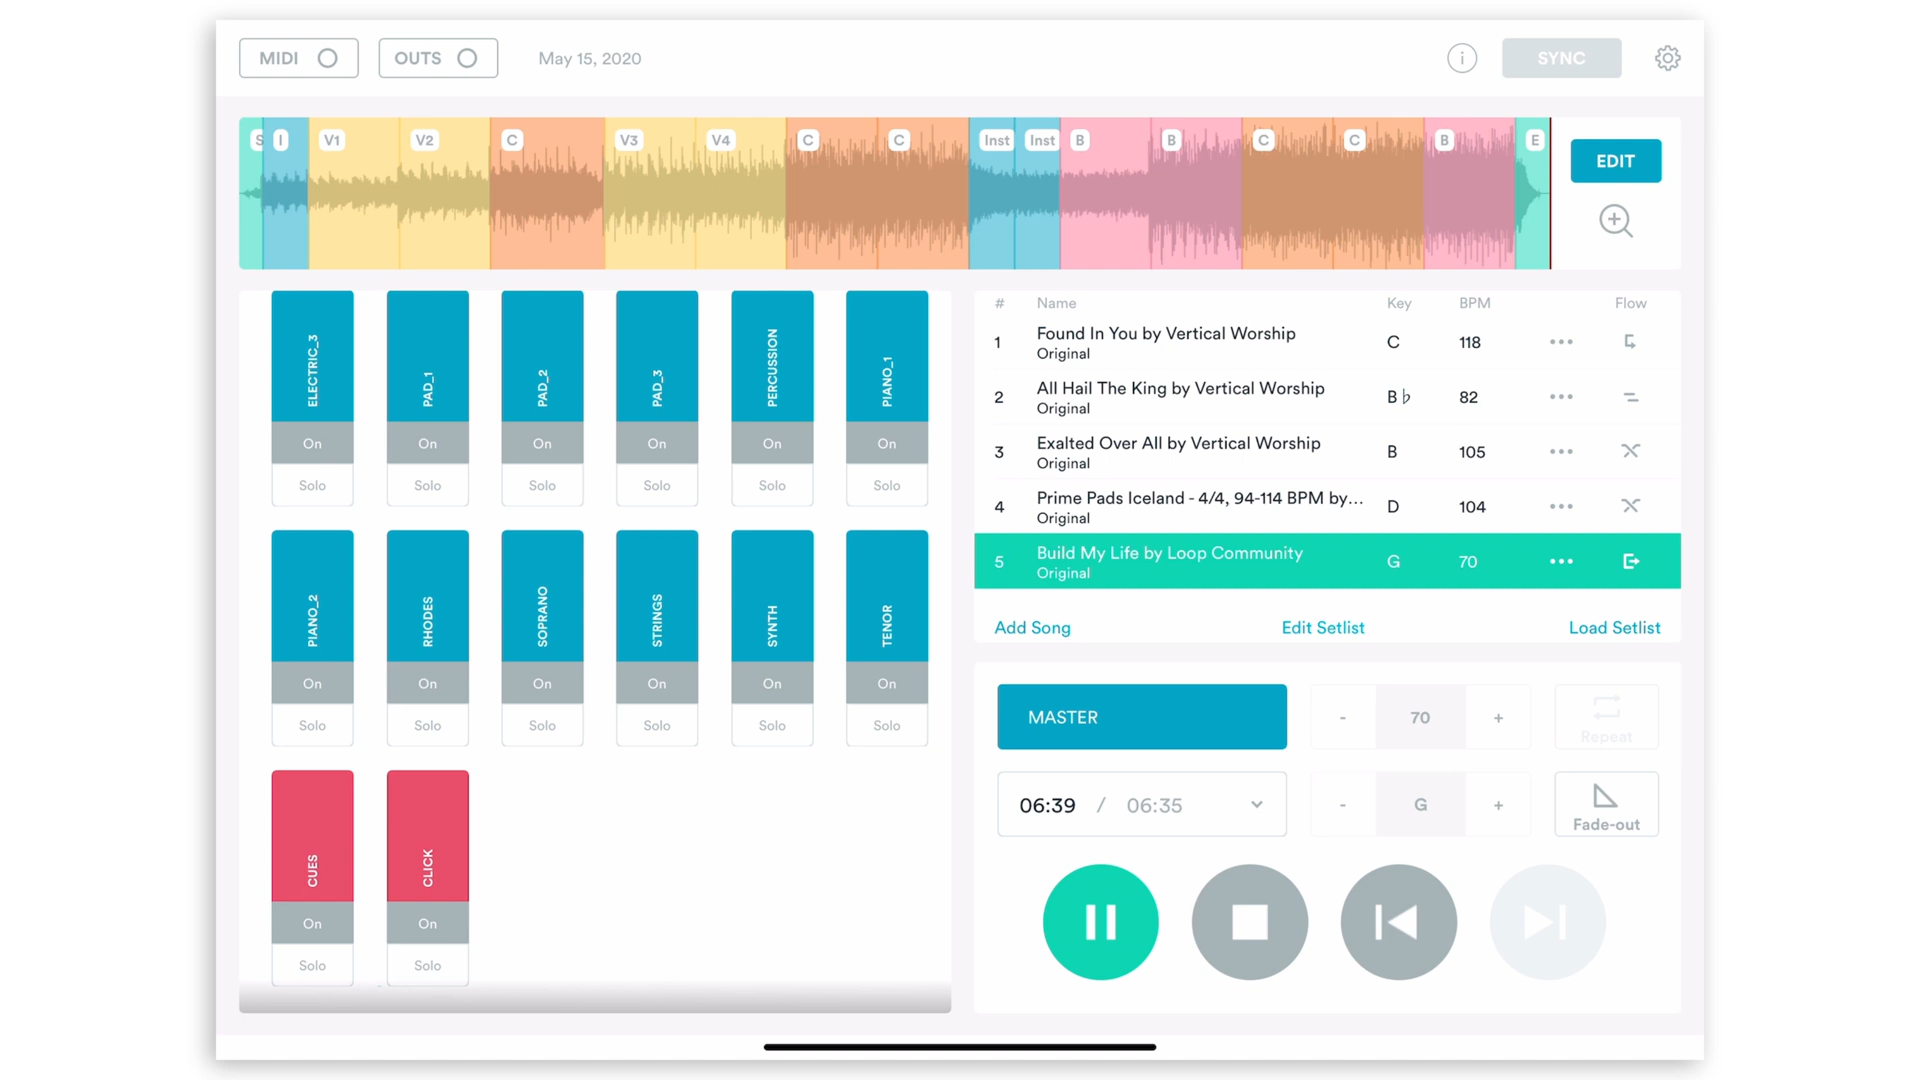 MIDI OUTS May 15, 2020 SYNC
S I V1 V2 C V3 V4 C C Inst Inst B B C C B E
EDIT
ELECTRIC_3 PAD_1 PAD_2 PAD_3 PERCUSSION PIANO_1
On On On On On On
Solo Solo Solo Solo Solo Solo
PIANO_2 RHODES SOPRANO STRINGS SYNTH TENOR
On On On On On On
Solo Solo Solo Solo Solo Solo
CUES CLICK
On On
Solo Solo
# Name Key BPM Flow
1 Found In You by Vertical Worship C 118
Original
2 All Hail The King by Vertical Worship B♭ 82
Original
3 Exalted Over All by Vertical Worship B 105
Original
4 Prime Pads Iceland - 4/4, 94-114 BPM by... D 104
Original
5 Build My Life by Loop Community G 70
Original
Add Song Edit Setlist Load Setlist
MASTER - 70 + Repeat
06:39 / 06:35 - G + Fade-out